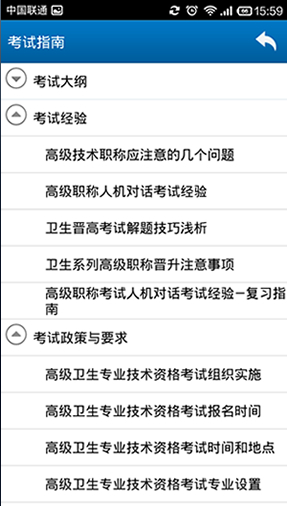 中国联通 15:59
考试指南
考试大纲
考试经验
高级技术职称应注意的几个问题
高级职称人机对话考试经验
卫生晋高考试解题技巧浅析
卫生系列高级职称晋升注意事项
高级职称考试人机对话考试经验—复习指
南
考试政策与要求
高级卫生专业技术资格考试组织实施
高级卫生专业技术资格考试报名时间
高级卫生专业技术资格考试时间和地点
高级卫生专业技术资格考试专业设置